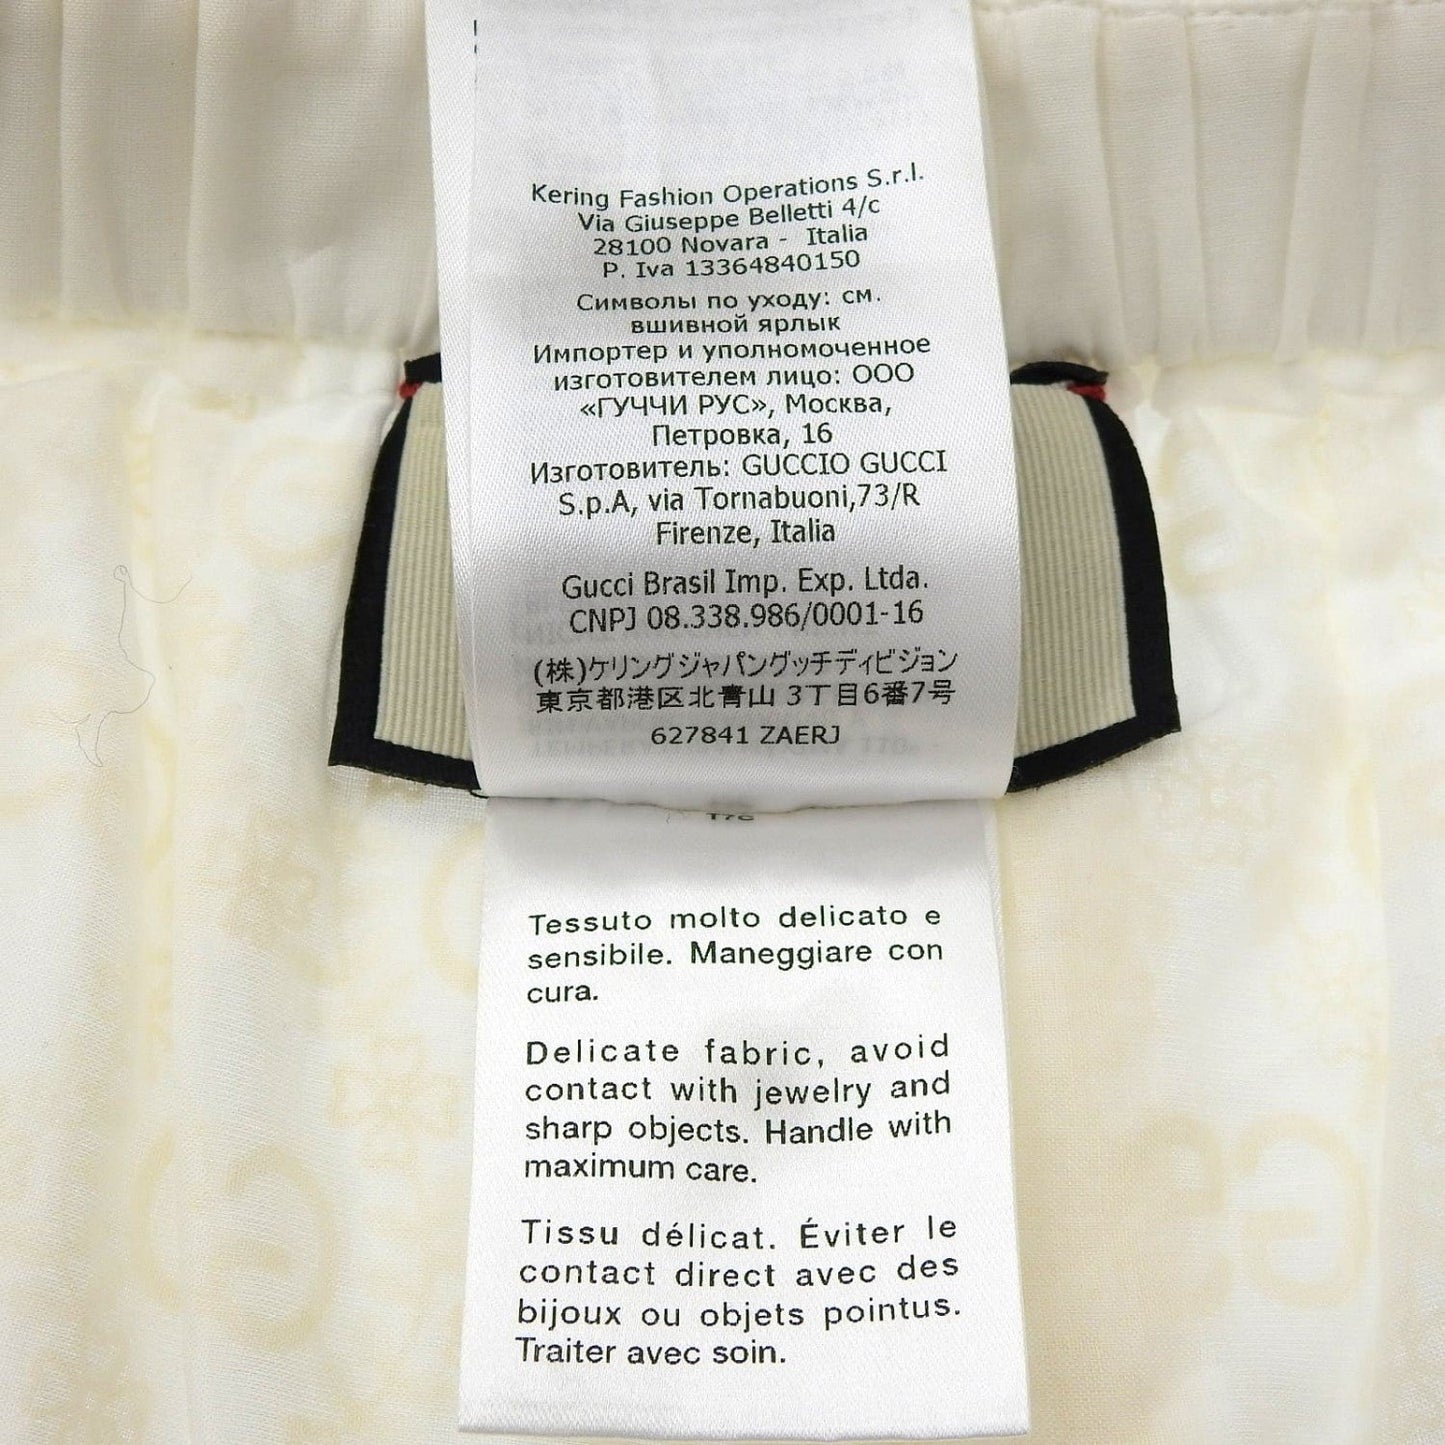 Kering Fashion Operations S.r.l.
Via Giuseppe Belletti 4/c
28100 Novara - Italia
P. Iva 13364840150
Символы по уходу: см.
вшивной ярлык
Импортер и уполномоченное
изготовителем лицо: ООО
«ГУЧЧИ РУС», Москва,
Петровка, 16
Изготовитель: GUCCIO GUCCI
S.p.A, via Tornabuoni,73/R
Firenze, Italia
Gucci Brasil Imp. Exp. Ltda.
CNPJ 08.338.986/0001-16
(株)ケリングジャパングッチディビジョン
東京都港区北青山 3丁目6番7号
627841 ZAERJ
Tessuto molto delicato e
sensibile. Maneggiare con
cura.
Delicate fabric, avoid
contact with jewelry and
sharp objects. Handle with
maximum care.
Tissu délicat. Éviter le
contact direct avec des
bijoux ou objets pointus.
Traiter avec soin.